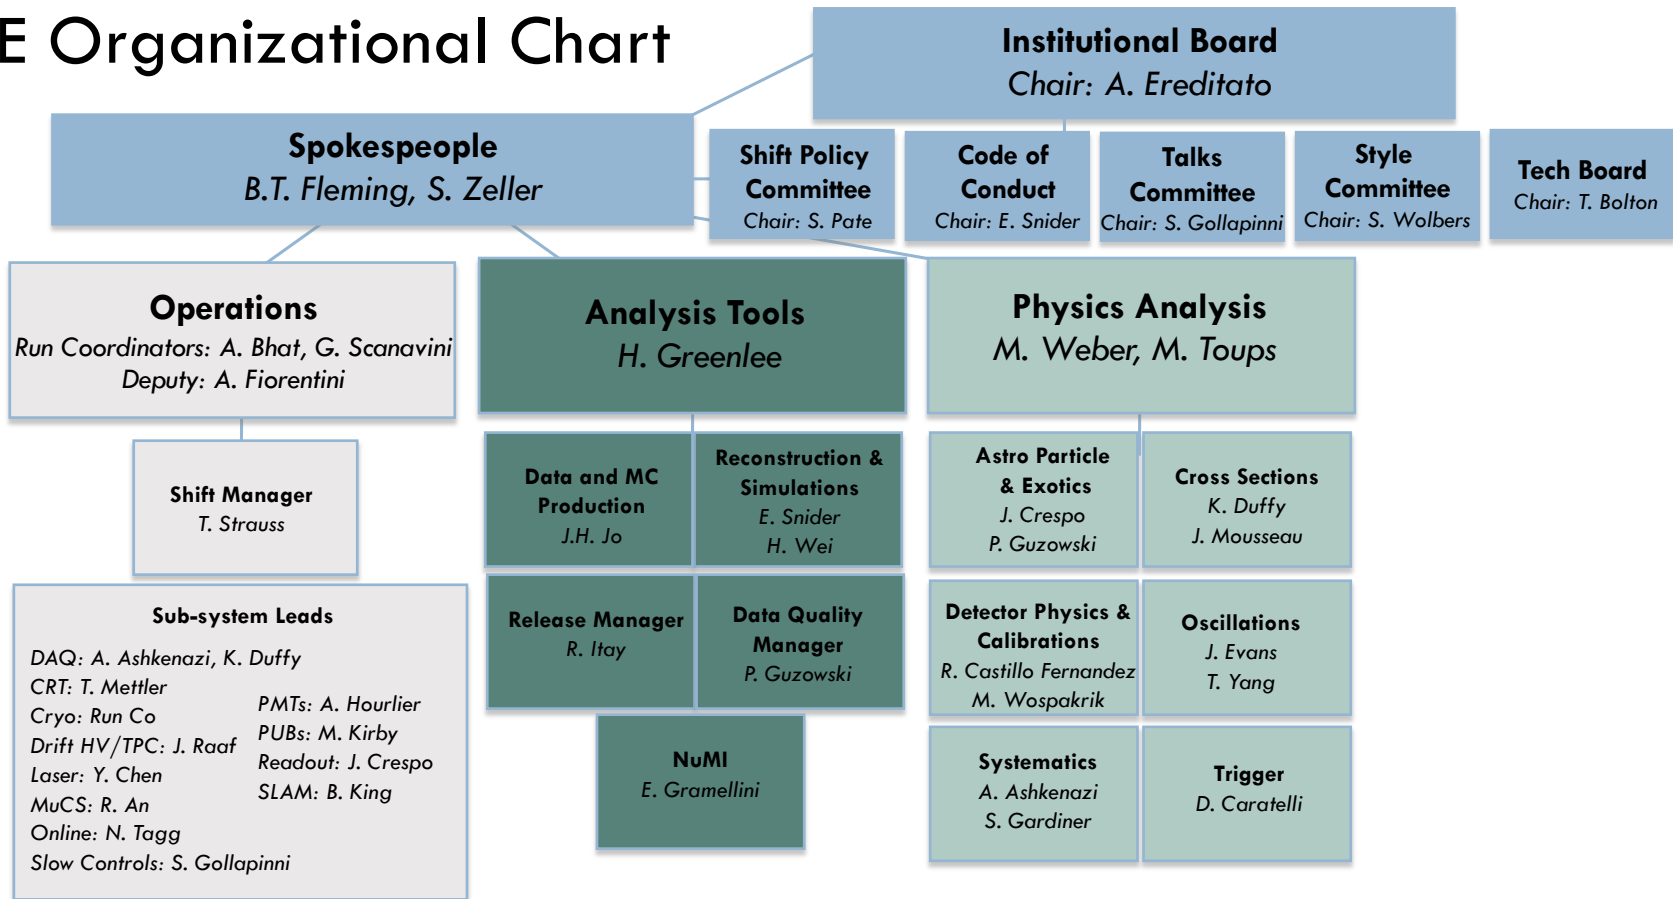 E Organizational Chart
Institutional Board
Chair: A. Ereditato
Spokespeople
B.T. Fleming, S. Zeller
Shift Policy
Committee
Chair: S. Pate
Code of
Conduct
Chair: E. Snider
Talks
Committee
Chair: S. Gollapinni
Style
Committee
Chair: S. Wolbers
Tech Board
Chair: T. Bolton
Operations
Run Coordinators: A. Bhat, G. Scanavini
Deputy: A. Fiorentini
Analysis Tools
H. Greenlee
Physics Analysis
M. Weber, M. Toups
Shift Manager
T. Strauss
Sub-system Leads
DAQ: A. Ashkenazi, K. Duffy
CRT: T. Mettler
Cryo: Run Co
Drift HV/TPC: J. Raaf
Laser: Y. Chen
MuCS: R. An
Online: N. Tagg
Slow Controls: S. Gollapinni
PMTs: A. Hourlier
PUBs: M. Kirby
Readout: J. Crespo
SLAM: B. King
Data and MC
Production
J.H. Jo
Reconstruction &
Simulations
E. Snider
H. Wei
Release Manager
R. Itay
Data Quality
Manager
P. Guzowski
NuMI
E. Gramellini
Astro Particle
& Exotics
J. Crespo
P. Guzowski
Cross Sections
K. Duffy
J. Mousseau
Detector Physics &
Calibrations
R. Castillo Fernandez
M. Wospakrik
Oscillations
J. Evans
T. Yang
Systematics
A. Ashkenazi
S. Gardiner
Trigger
D. Caratelli